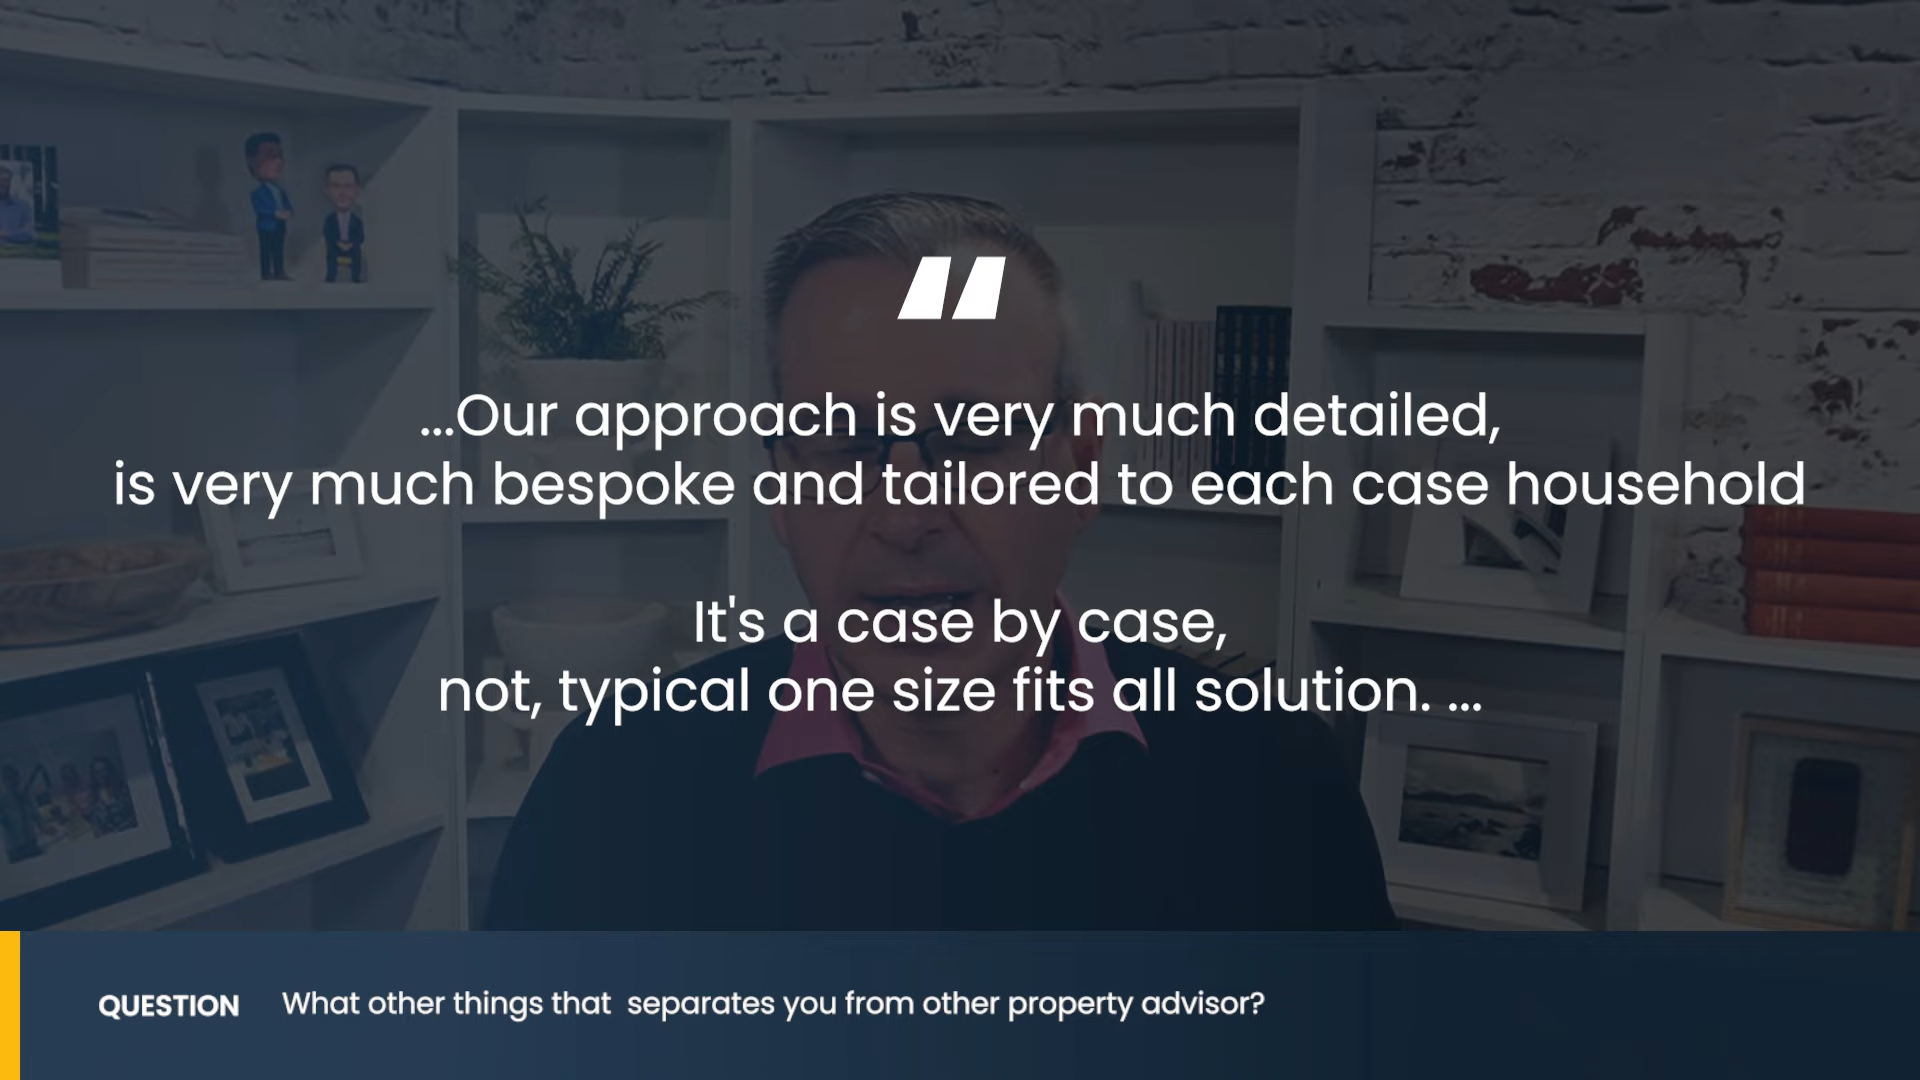 ...Our approach is very much detailed,
is very much bespoke and tailored to each case household
It's a case by case,
not, typical one size fits all solution. ...
QUESTION What other things that  separates you from other property advisor?